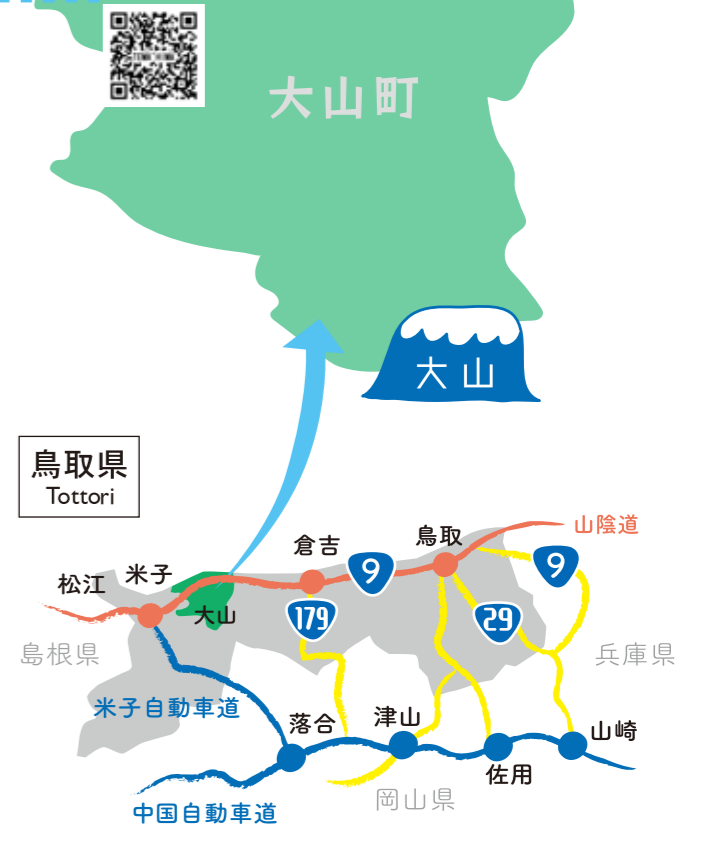 大山町
大山
鳥取県
Tottori
山陰道
鳥取
倉吉
9
9
米子
松江
大山
179
29
島根県
兵庫県
米子自動車道
落合
津山
山崎
佐用
岡山県
中国自動車道